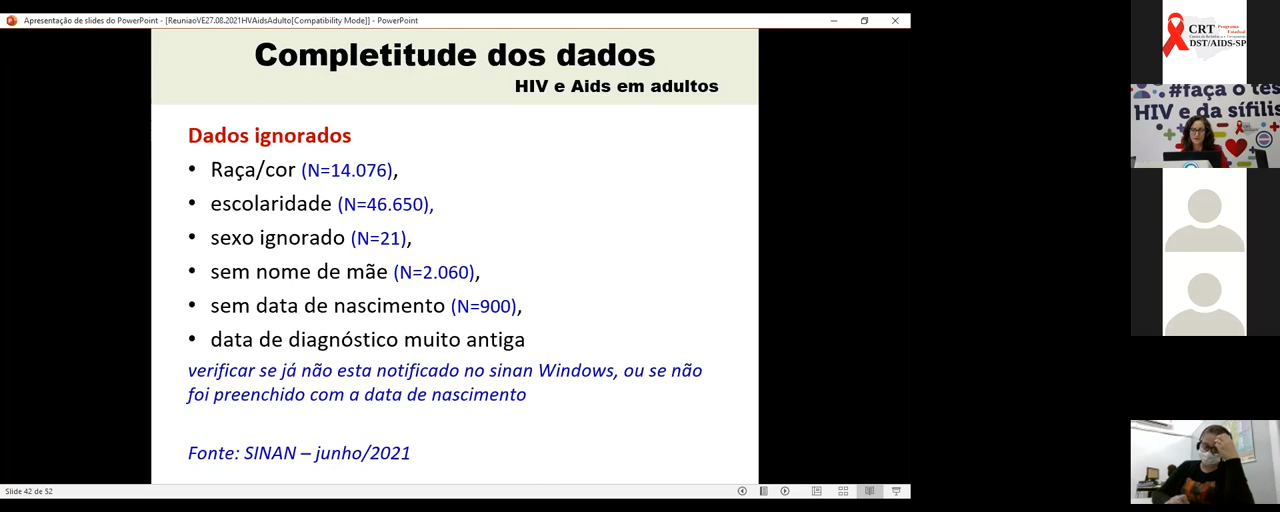 Apresentação de slides do PowerPoint - [ReuniaoVE27.08.2021HVAidsAdulto[Compatibility Mode]] - PowerPoint
Completitude dos dados
HIV e Aids em adultos
Dados ignorados
• Raça/cor (N=14.076),
• escolaridade (N=46.650),
• sexo ignorado (N=21),
• sem nome de mãe (N=2.060),
• sem data de nascimento (N=900),
• data de diagnóstico muito antiga
verificar se já não esta notificado no sinan Windows, ou se não
foi preenchido com a data de nascimento
Fonte: SINAN – junho/2021
Slide 42 de 52
CRT
Programa
Estadual
DST/AIDS-SP
#faça o tes
HIV e da sífilis